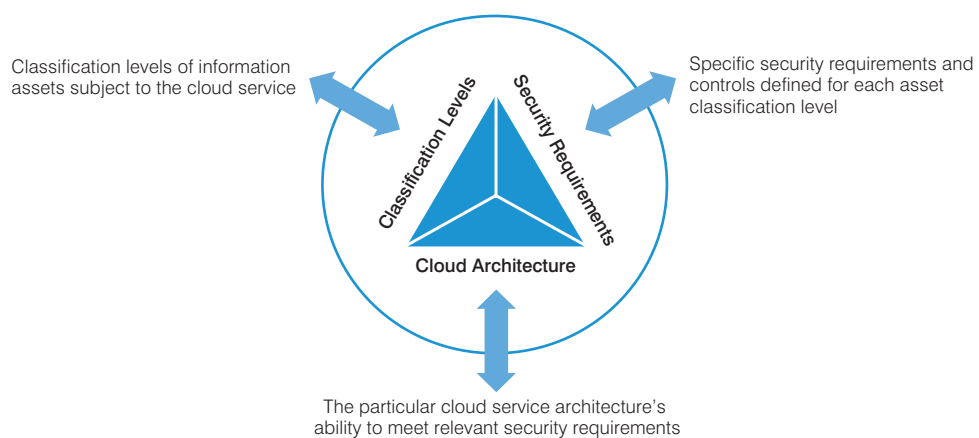 Classification levels of information
assets subject to the cloud service
Specific security requirements and
controls defined for each asset
classification level
Classification Levels
Security Requirements
Cloud Architecture
The particular cloud service architecture's
ability to meet relevant security requirements